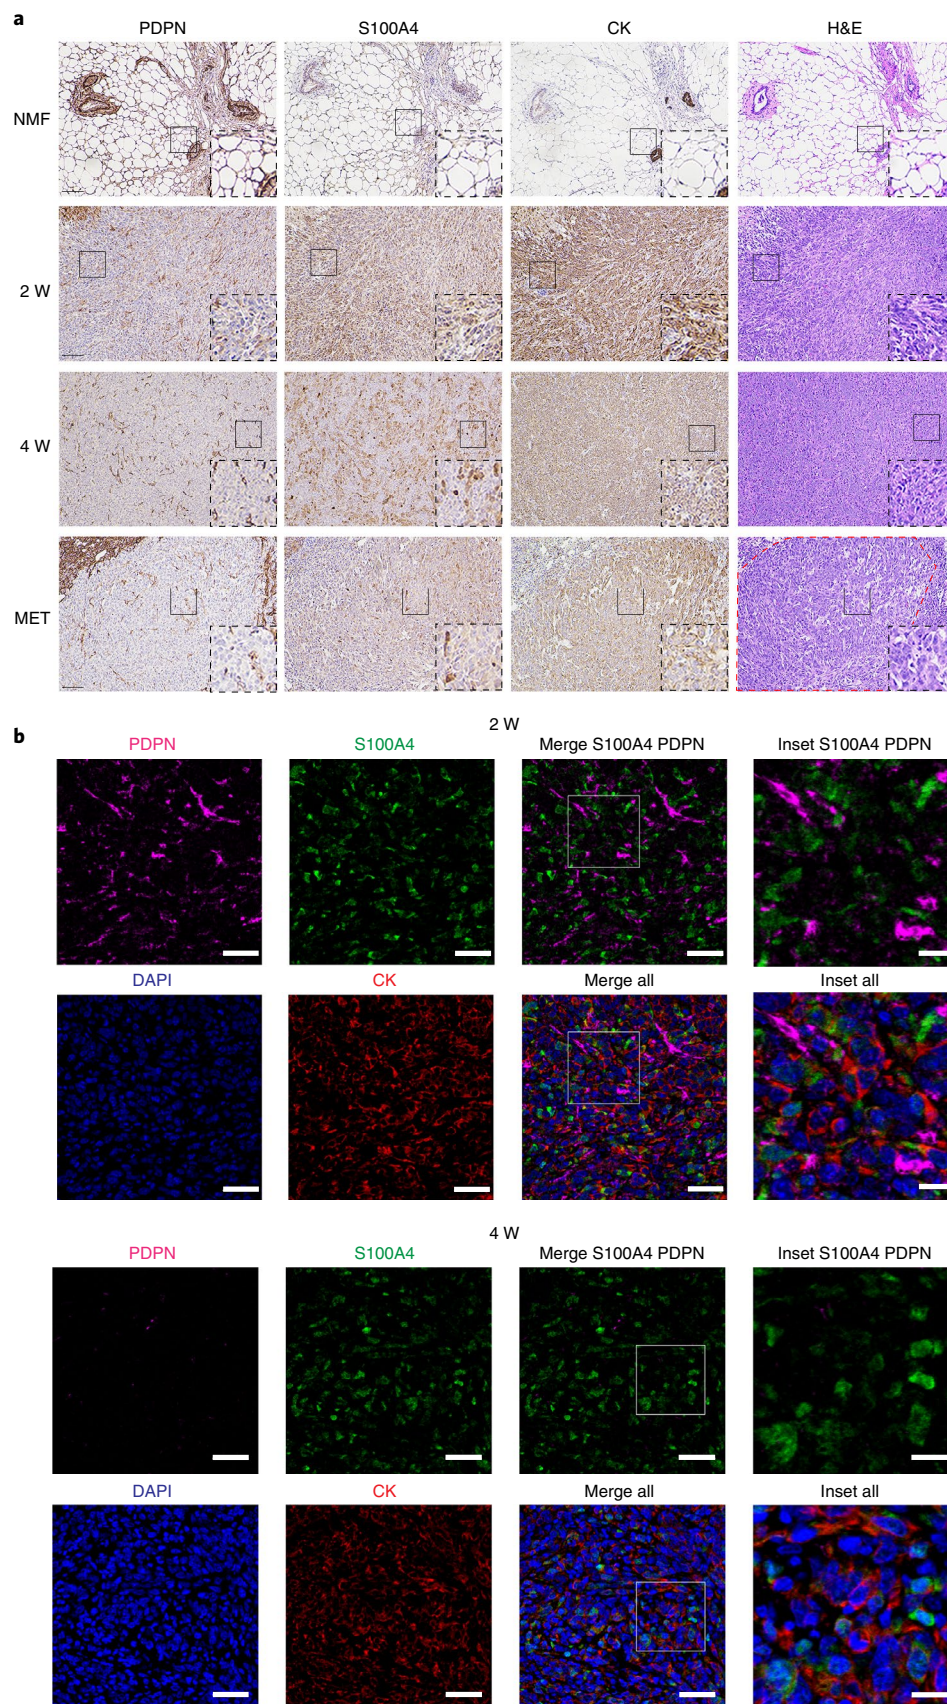 a
PDPN S100A4 CK H&E
NMF
2 W
4 W
MET
b
2 W
PDPN S100A4 Merge S100A4 PDPN Inset S100A4 PDPN
DAPI CK Merge all Inset all
4 W
PDPN S100A4 Merge S100A4 PDPN Inset S100A4 PDPN
DAPI CK Merge all Inset all